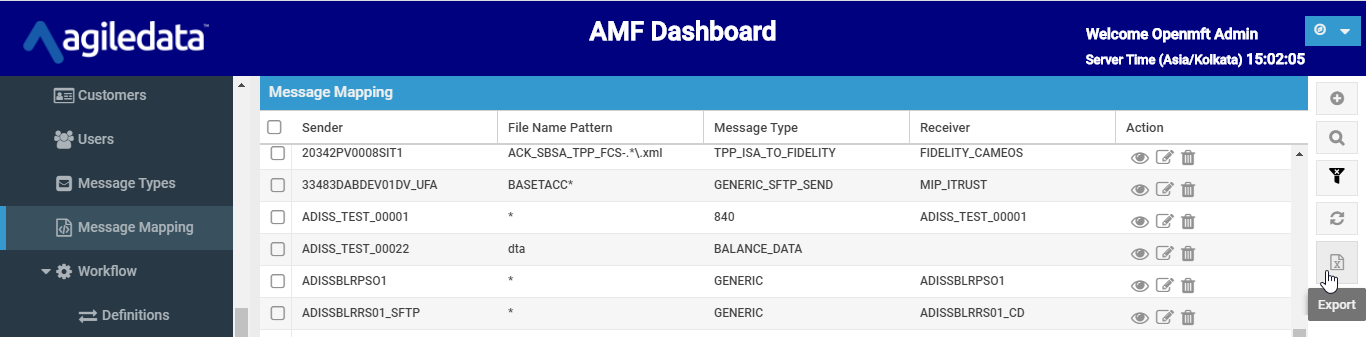 agiledata™
AMF Dashboard
Welcome Openmft Admin
Server Time (Asia/Kolkata) 15:02:05
Customers
Users
Message Types
Message Mapping
Workflow
Definitions
Message Mapping
Sender File Name Pattern Message Type Receiver Action
20342PV0008SIT1 ACK_SBSA_TPP_FCS-.*\.xml TPP_ISA_TO_FIDELITY FIDELITY_CAMEOS
33483DABDEV01DV_UFA BASETACC* GENERIC_SFTP_SEND MIP_ITRUST
ADISS_TEST_00001 * 840 ADISS_TEST_00001
ADISS_TEST_00022 dta BALANCE_DATA
ADISSBLRPSO1 * GENERIC ADISSBLRPSO1
ADISSBLRRS01_SFTP * GENERIC ADISSBLRRS01_CD
Export